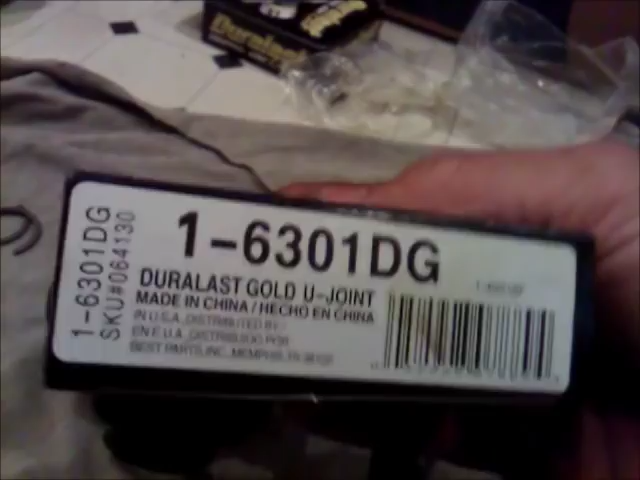 Duralast
1-6301DG
SKU#064130
1-6301DG
DURALAST GOLD U-JOINT
MADE IN CHINA / HECHO EN CHINA
IN U.S.A. DISTRIBUTED BY:
EN E.U.A. DISTRIBUIDO POR:
BEST PARTS, INC. MEMPHIS, TN